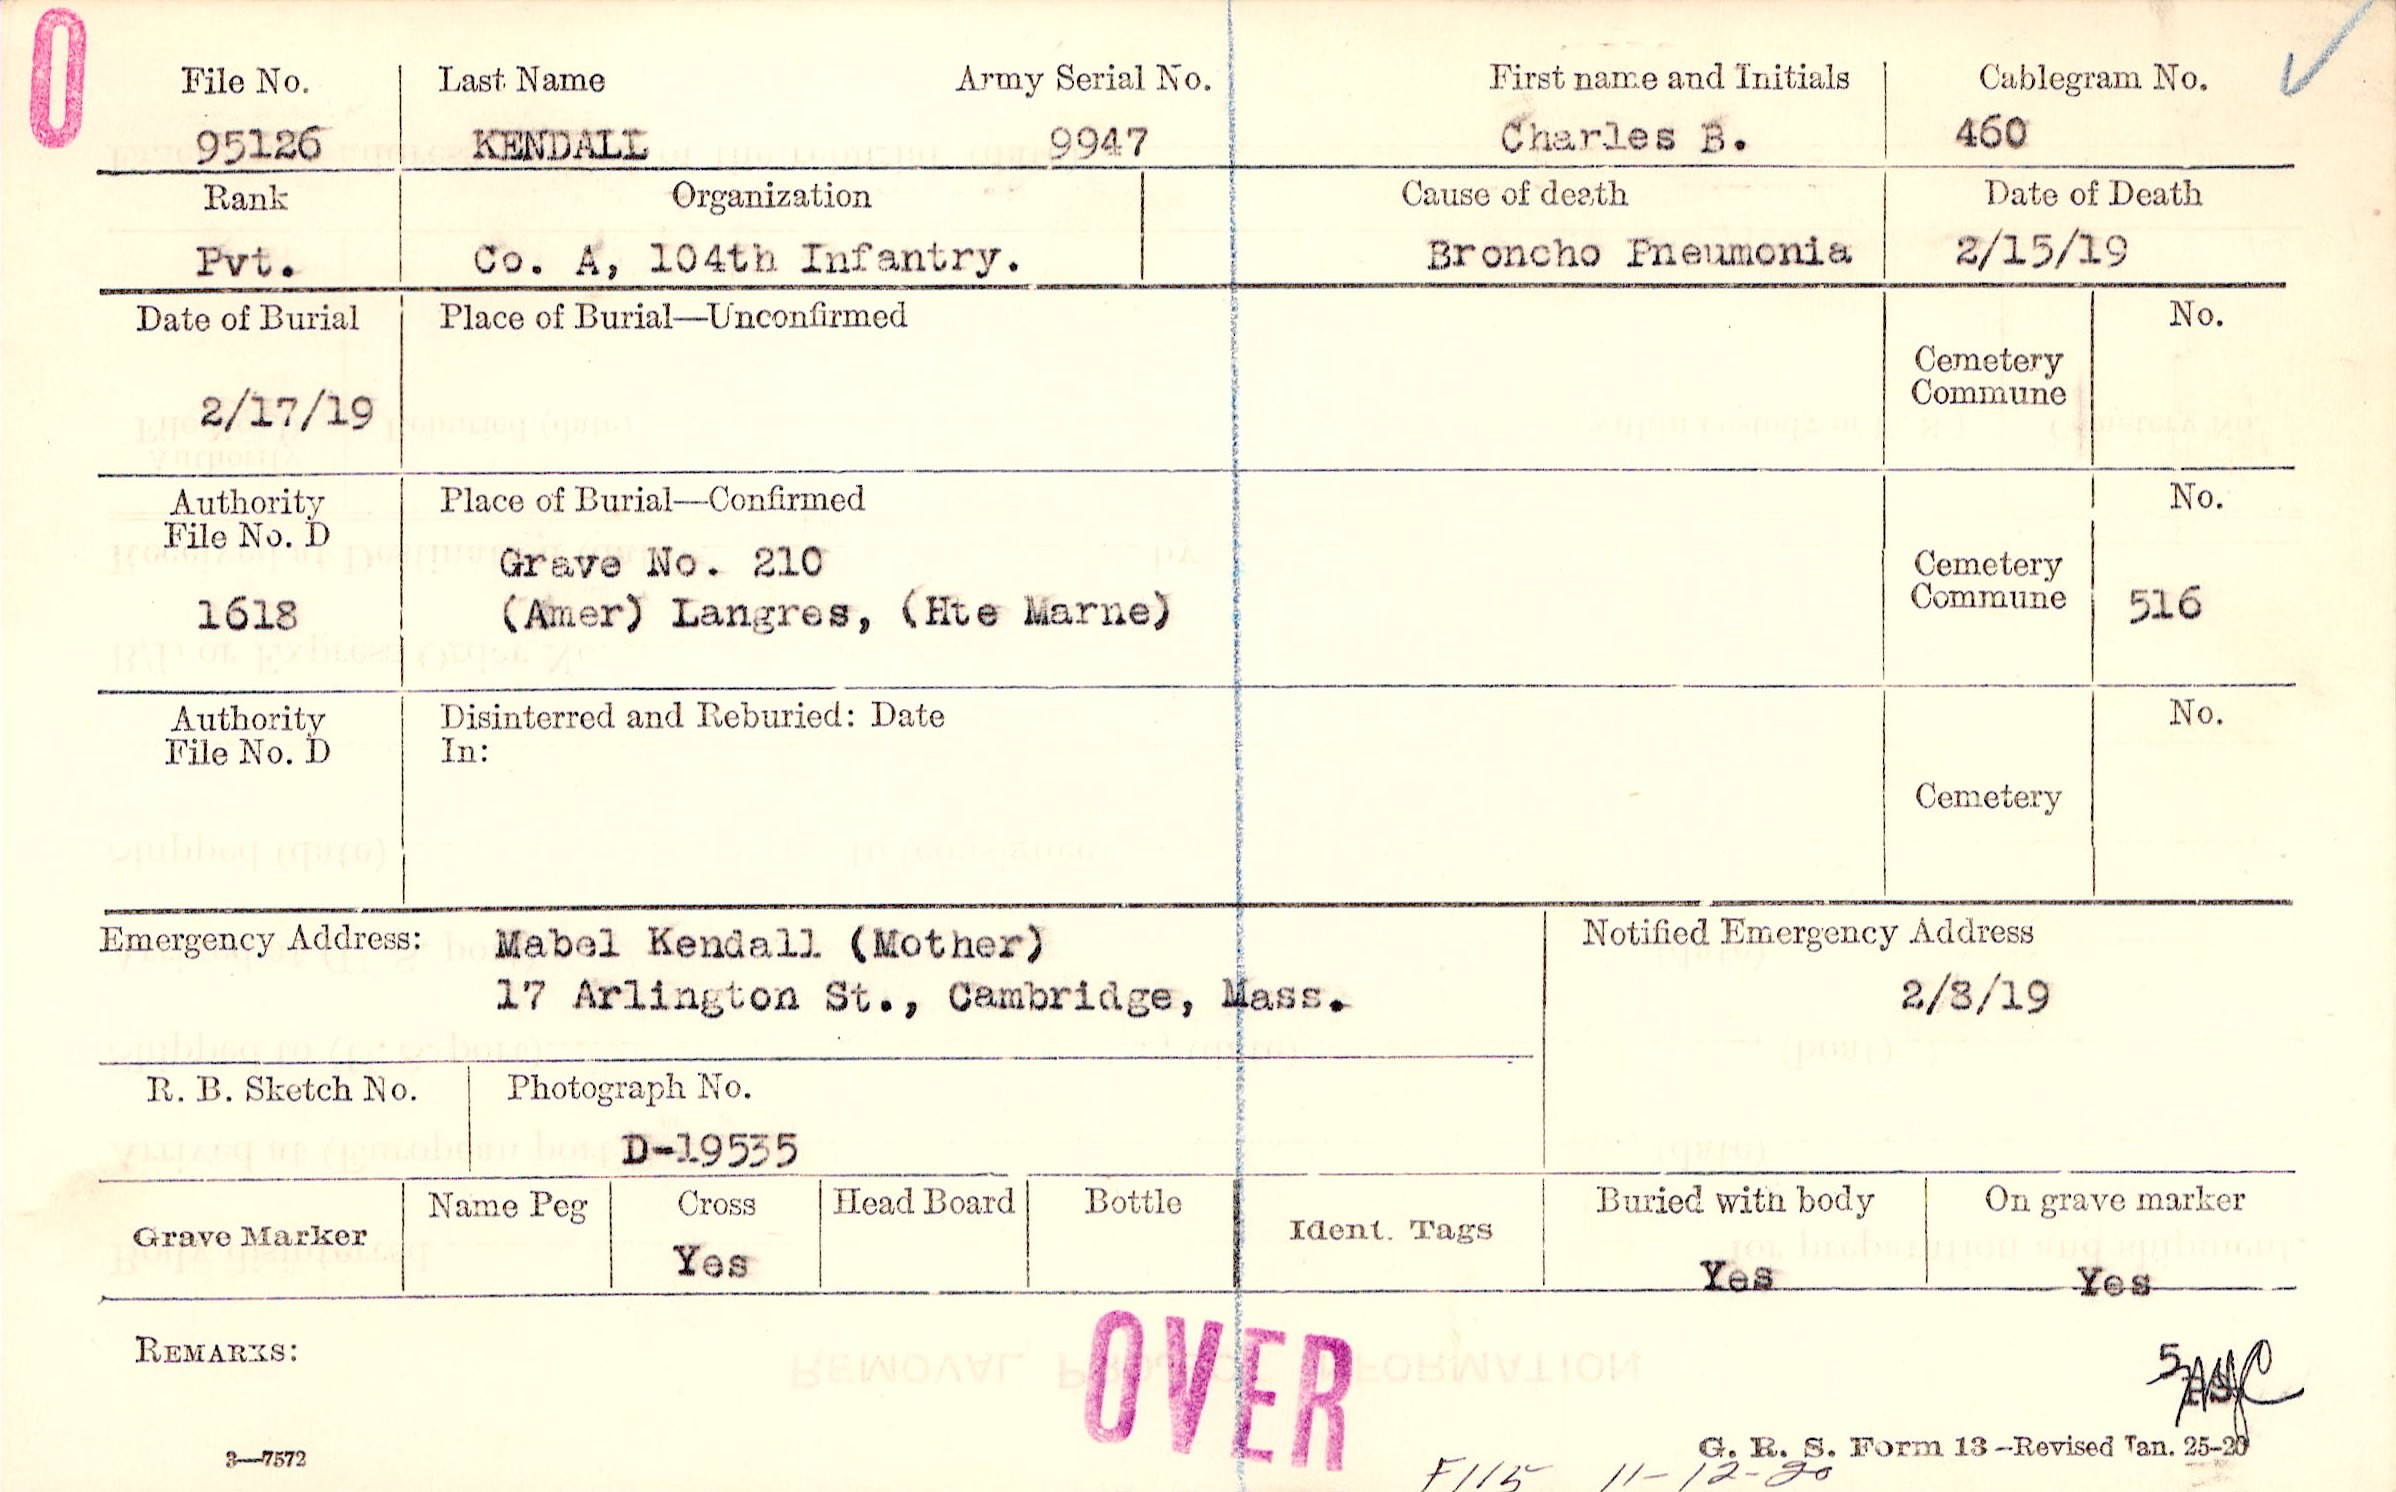 O
File No. Last Name Army Serial No. First name and Initials Cablegram No.
95126 KENDALL 9947 Charles B. 460
Rank Organization Cause of death Date of Death
Pvt. Co. A, 104th Infantry. Broncho Pneumonia 2/15/19
Date of Burial Place of Burial—Unconfirmed No.
Cemetery
Commune
2/17/19
Authority Place of Burial—Confirmed No.
File No. D
Grave No. 210 Cemetery
1618 (Amer) Langres, (Hte Marne) Commune 516
Authority Disinterred and Reburied: Date No.
File No. D In:
Cemetery
Emergency Address: Mabel Kendall (Mother) Notified Emergency Address
17 Arlington St., Cambridge, Mass. 2/8/19
R. B. Sketch No. Photograph No.
D-19535
Grave Marker Name Peg Cross Head Board Bottle Ident. Tags Buried with body On grave marker
Yes Yes Yes
REMARKS:
OVER
3—7572 G. R. S. Form 13—Revised Jan. 25-20
F115 11-12-20